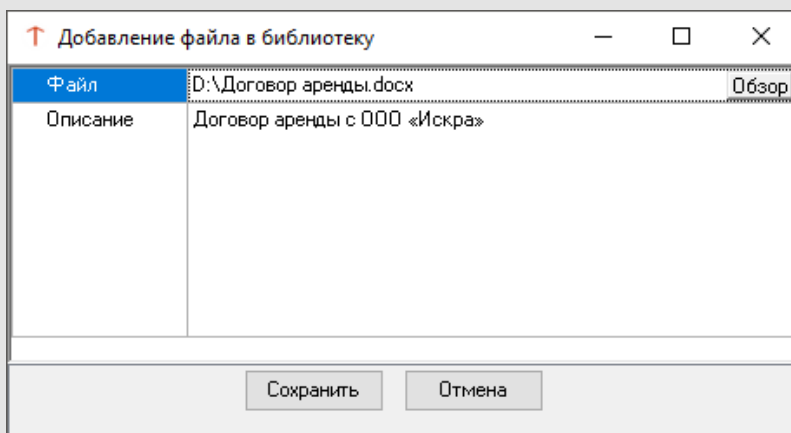 Добавление файла в библиотеку
Файл D:\Договор аренды.docx Обзор
Описание Договор аренды с ООО «Искра»
Сохранить Отмена